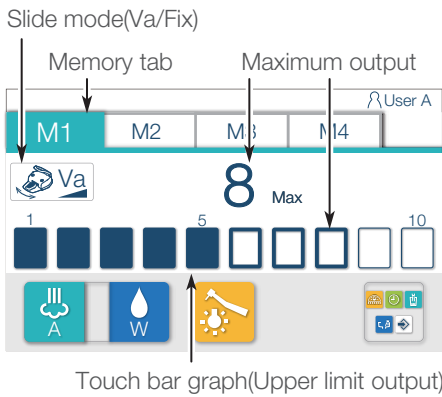 Slide mode(Va/Fix)
Memory tab
Maximum output
User A
M1
M2
M3
M4
Va
8 Max
1
5
10
A
W
Touch bar graph(Upper limit output)